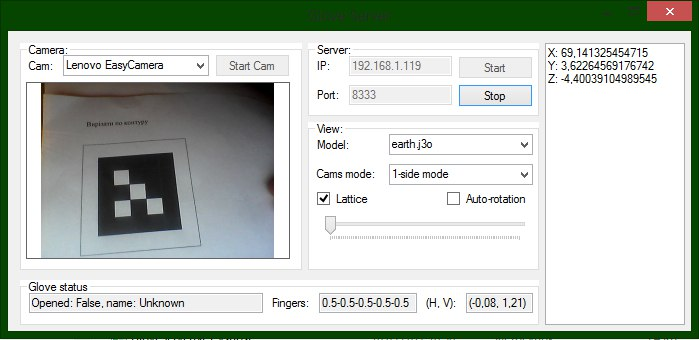 Camera:
Cam: Lenovo EasyCamera Start Cam
Вирізати по контуру
Server:
IP: 192.168.1.119 Start
Port: 8333 Stop
View:
Model: earth.j3o
Cams mode: 1-side mode
Lattice Auto-rotation
Glove status
Opened: False, name: Unknown Fingers: 0.5-0.5-0.5-0.5-0.5 (H, V): (-0,08, 1,21)
X: 69,141325454715
Y: 3,62264569176742
Z: -4,40039104989545